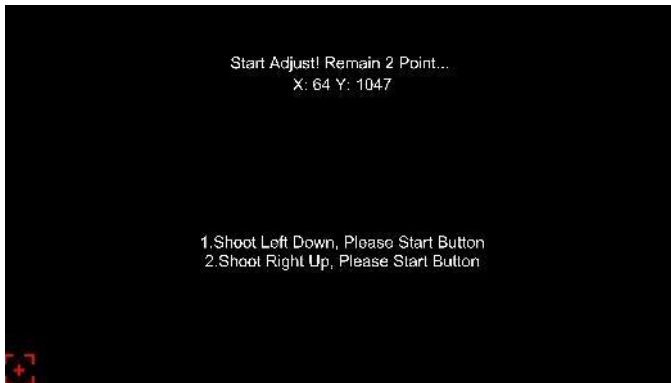 Start Adjust! Remain 2 Point...
X: 64 Y: 1047
1.Shoot Left Down, Please Start Button
2.Shoot Right Up, Please Start Button